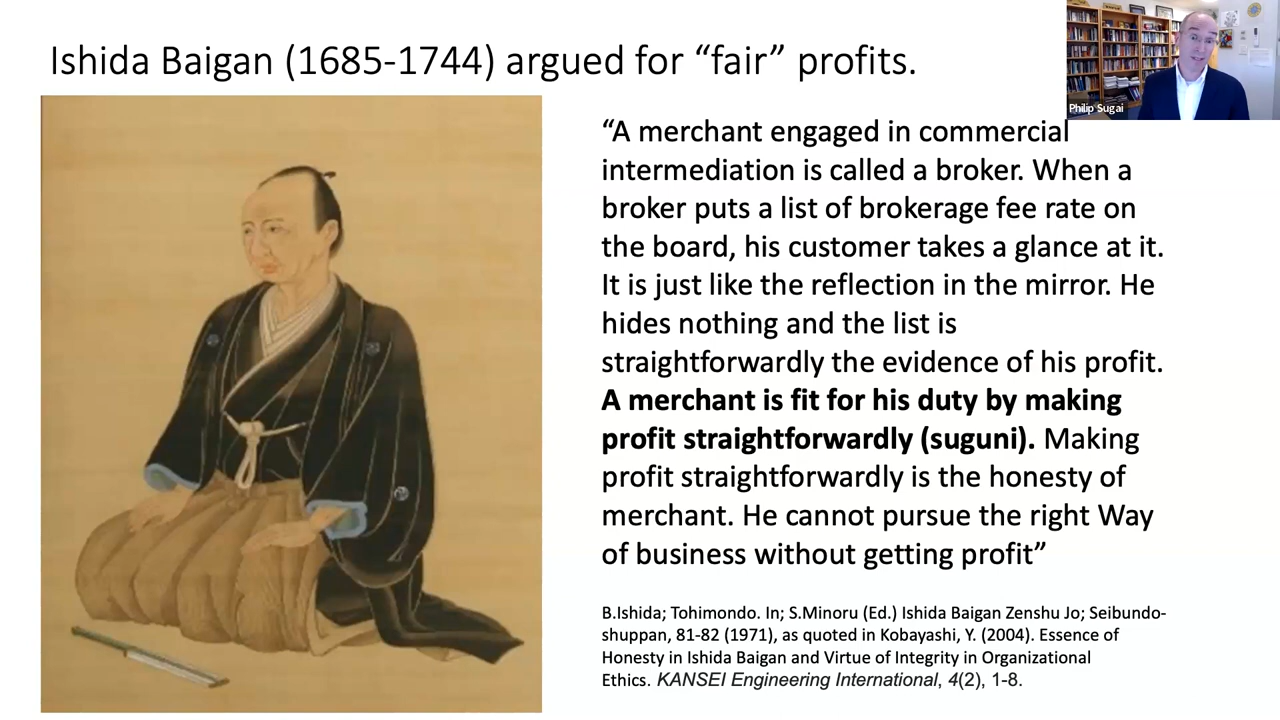 Ishida Baigan (1685-1744) argued for “fair” profits.
Philip Sugai
“A merchant engaged in commercial
intermediation is called a broker. When a
broker puts a list of brokerage fee rate on
the board, his customer takes a glance at it.
It is just like the reflection in the mirror. He
hides nothing and the list is
straightforwardly the evidence of his profit.
A merchant is fit for his duty by making
profit straightforwardly (suguni). Making
profit straightforwardly is the honesty of
merchant. He cannot pursue the right Way
of business without getting profit”
B.Ishida; Tohimondo. In; S.Minoru (Ed.) Ishida Baigan Zenshu Jo; Seibundo-
shuppan, 81-82 (1971), as quoted in Kobayashi, Y. (2004). Essence of
Honesty in Ishida Baigan and Virtue of Integrity in Organizational
Ethics. KANSEI Engineering International, 4(2), 1-8.